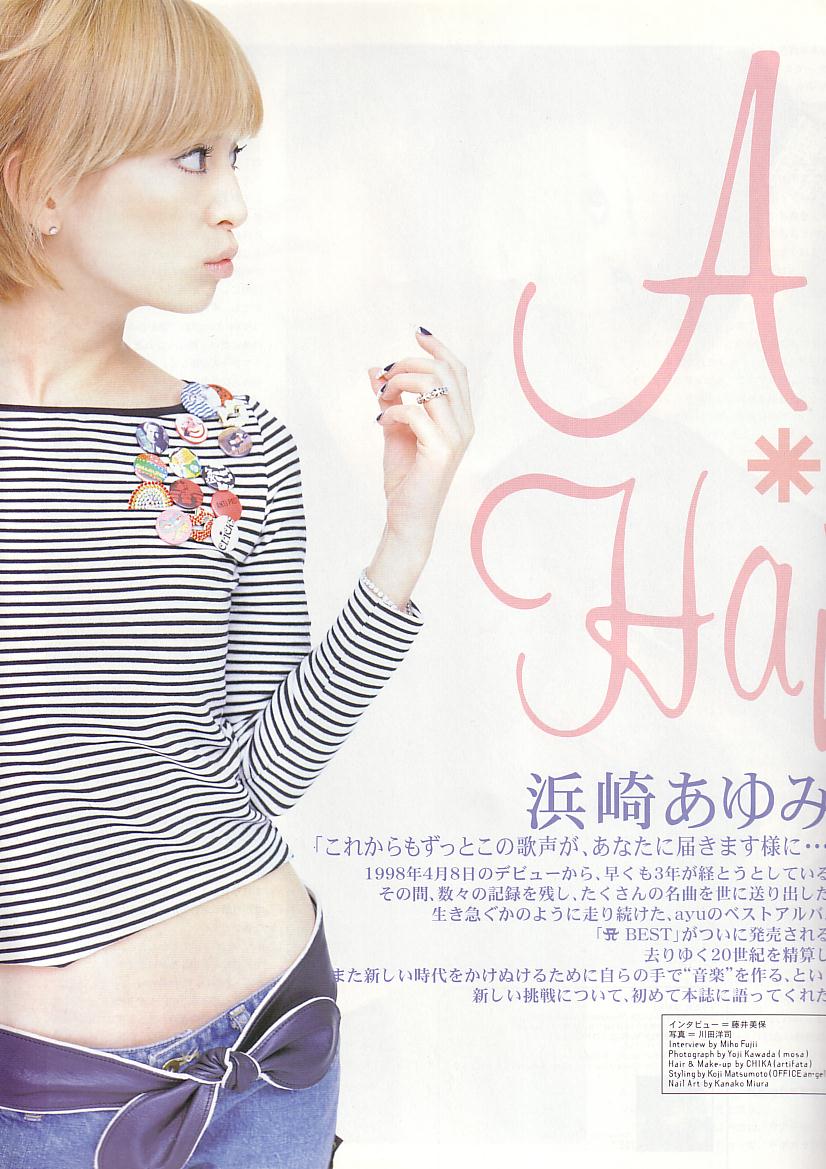 A
*
Ha
浜崎あゆみ
「これからもずっとこの歌声が、あなたに届きます様に…
1998年4月8日のデビューから、早くも3年が経とうとしている
その間、数々の記録を残し、たくさんの名曲を世に送り出した
生き急ぐかのように走り続けた、ayuのベストアルバ
「A BEST」がついに発売される
去りゆく20世紀を精算し
また新しい時代をかけぬけるために自らの手で“音楽”を作る、とい
新しい挑戦について、初めて本誌に語ってくれた
インタビュー＝藤井美保
写真＝川田洋司
Interview by Miho Fujii
Photograph by Yoji Kawada ( mosa )
Hair & Make-up by CHIKA(artifata)
Styling by Koji Matsumoto(OFFICE angel
Nail Art by Kanako Miura